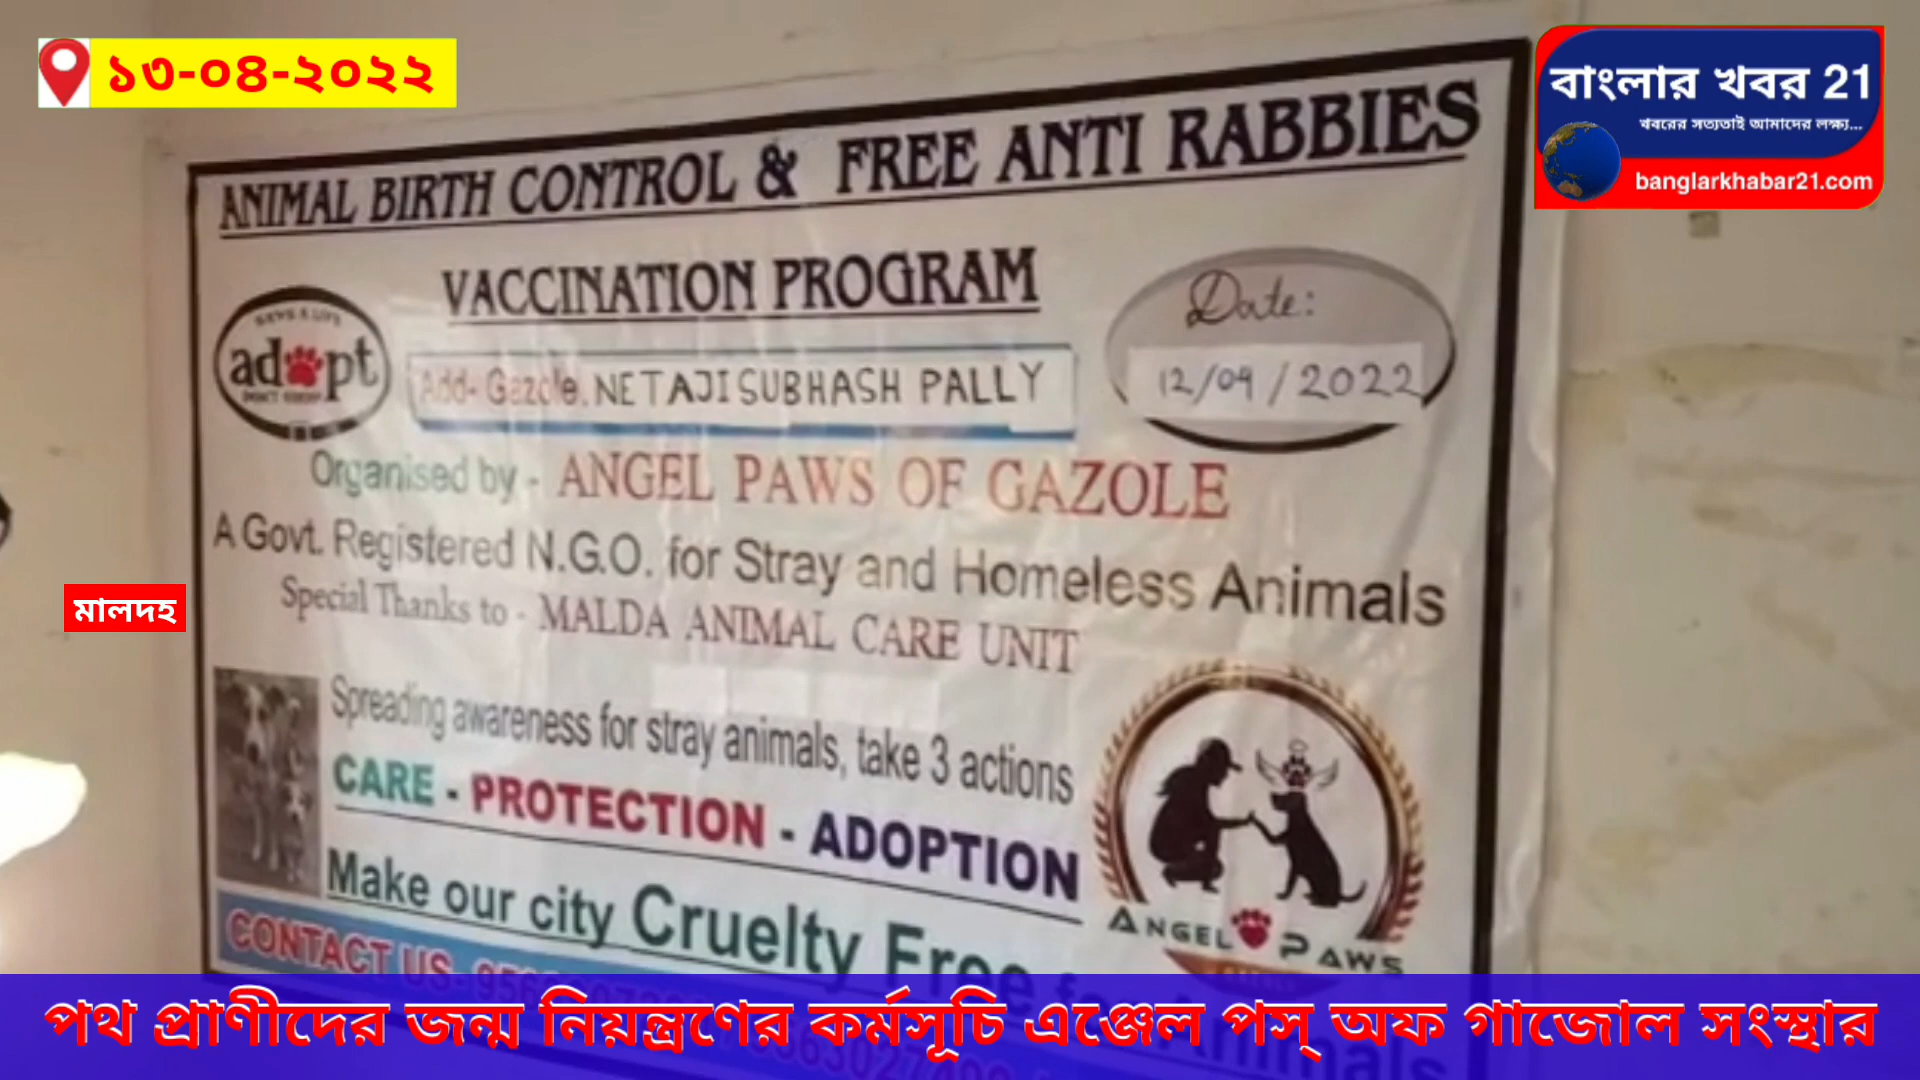 ১৩-০৪-২০২২
বাংলার খবর 21
খবরের সত্যতাই আমাদের লক্ষ্য...
banglarkhabar21.com
ANIMAL BIRTH CONTROL & FREE ANTI RABBIES
VACCINATION PROGRAM
adopt
Date:
12/04/2022
Add- Gazole. NETAJI SUBHASH PALLY
Organised by - ANGEL PAWS OF GAZOLE
A Govt. Registered N.G.O. for Stray and Homeless Animals
Special Thanks to - MALDA ANIMAL CARE UNIT
মালদহ
Spreading awareness for stray animals, take 3 actions
CARE - PROTECTION - ADOPTION
Make our city Cruelty Free for Animals
ANGEL PAWS
CONTACT US-
পথ প্রাণীদের জন্ম নিয়ন্ত্রণের কর্মসূচি এঞ্জেল পস্ অফ গাজোল সংস্থার